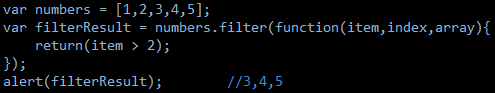 var numbers = [1,2,3,4,5];
var filterResult = numbers.filter(function(item,index,array){
    return(item > 2);
});
alert(filterResult);        //3,4,5